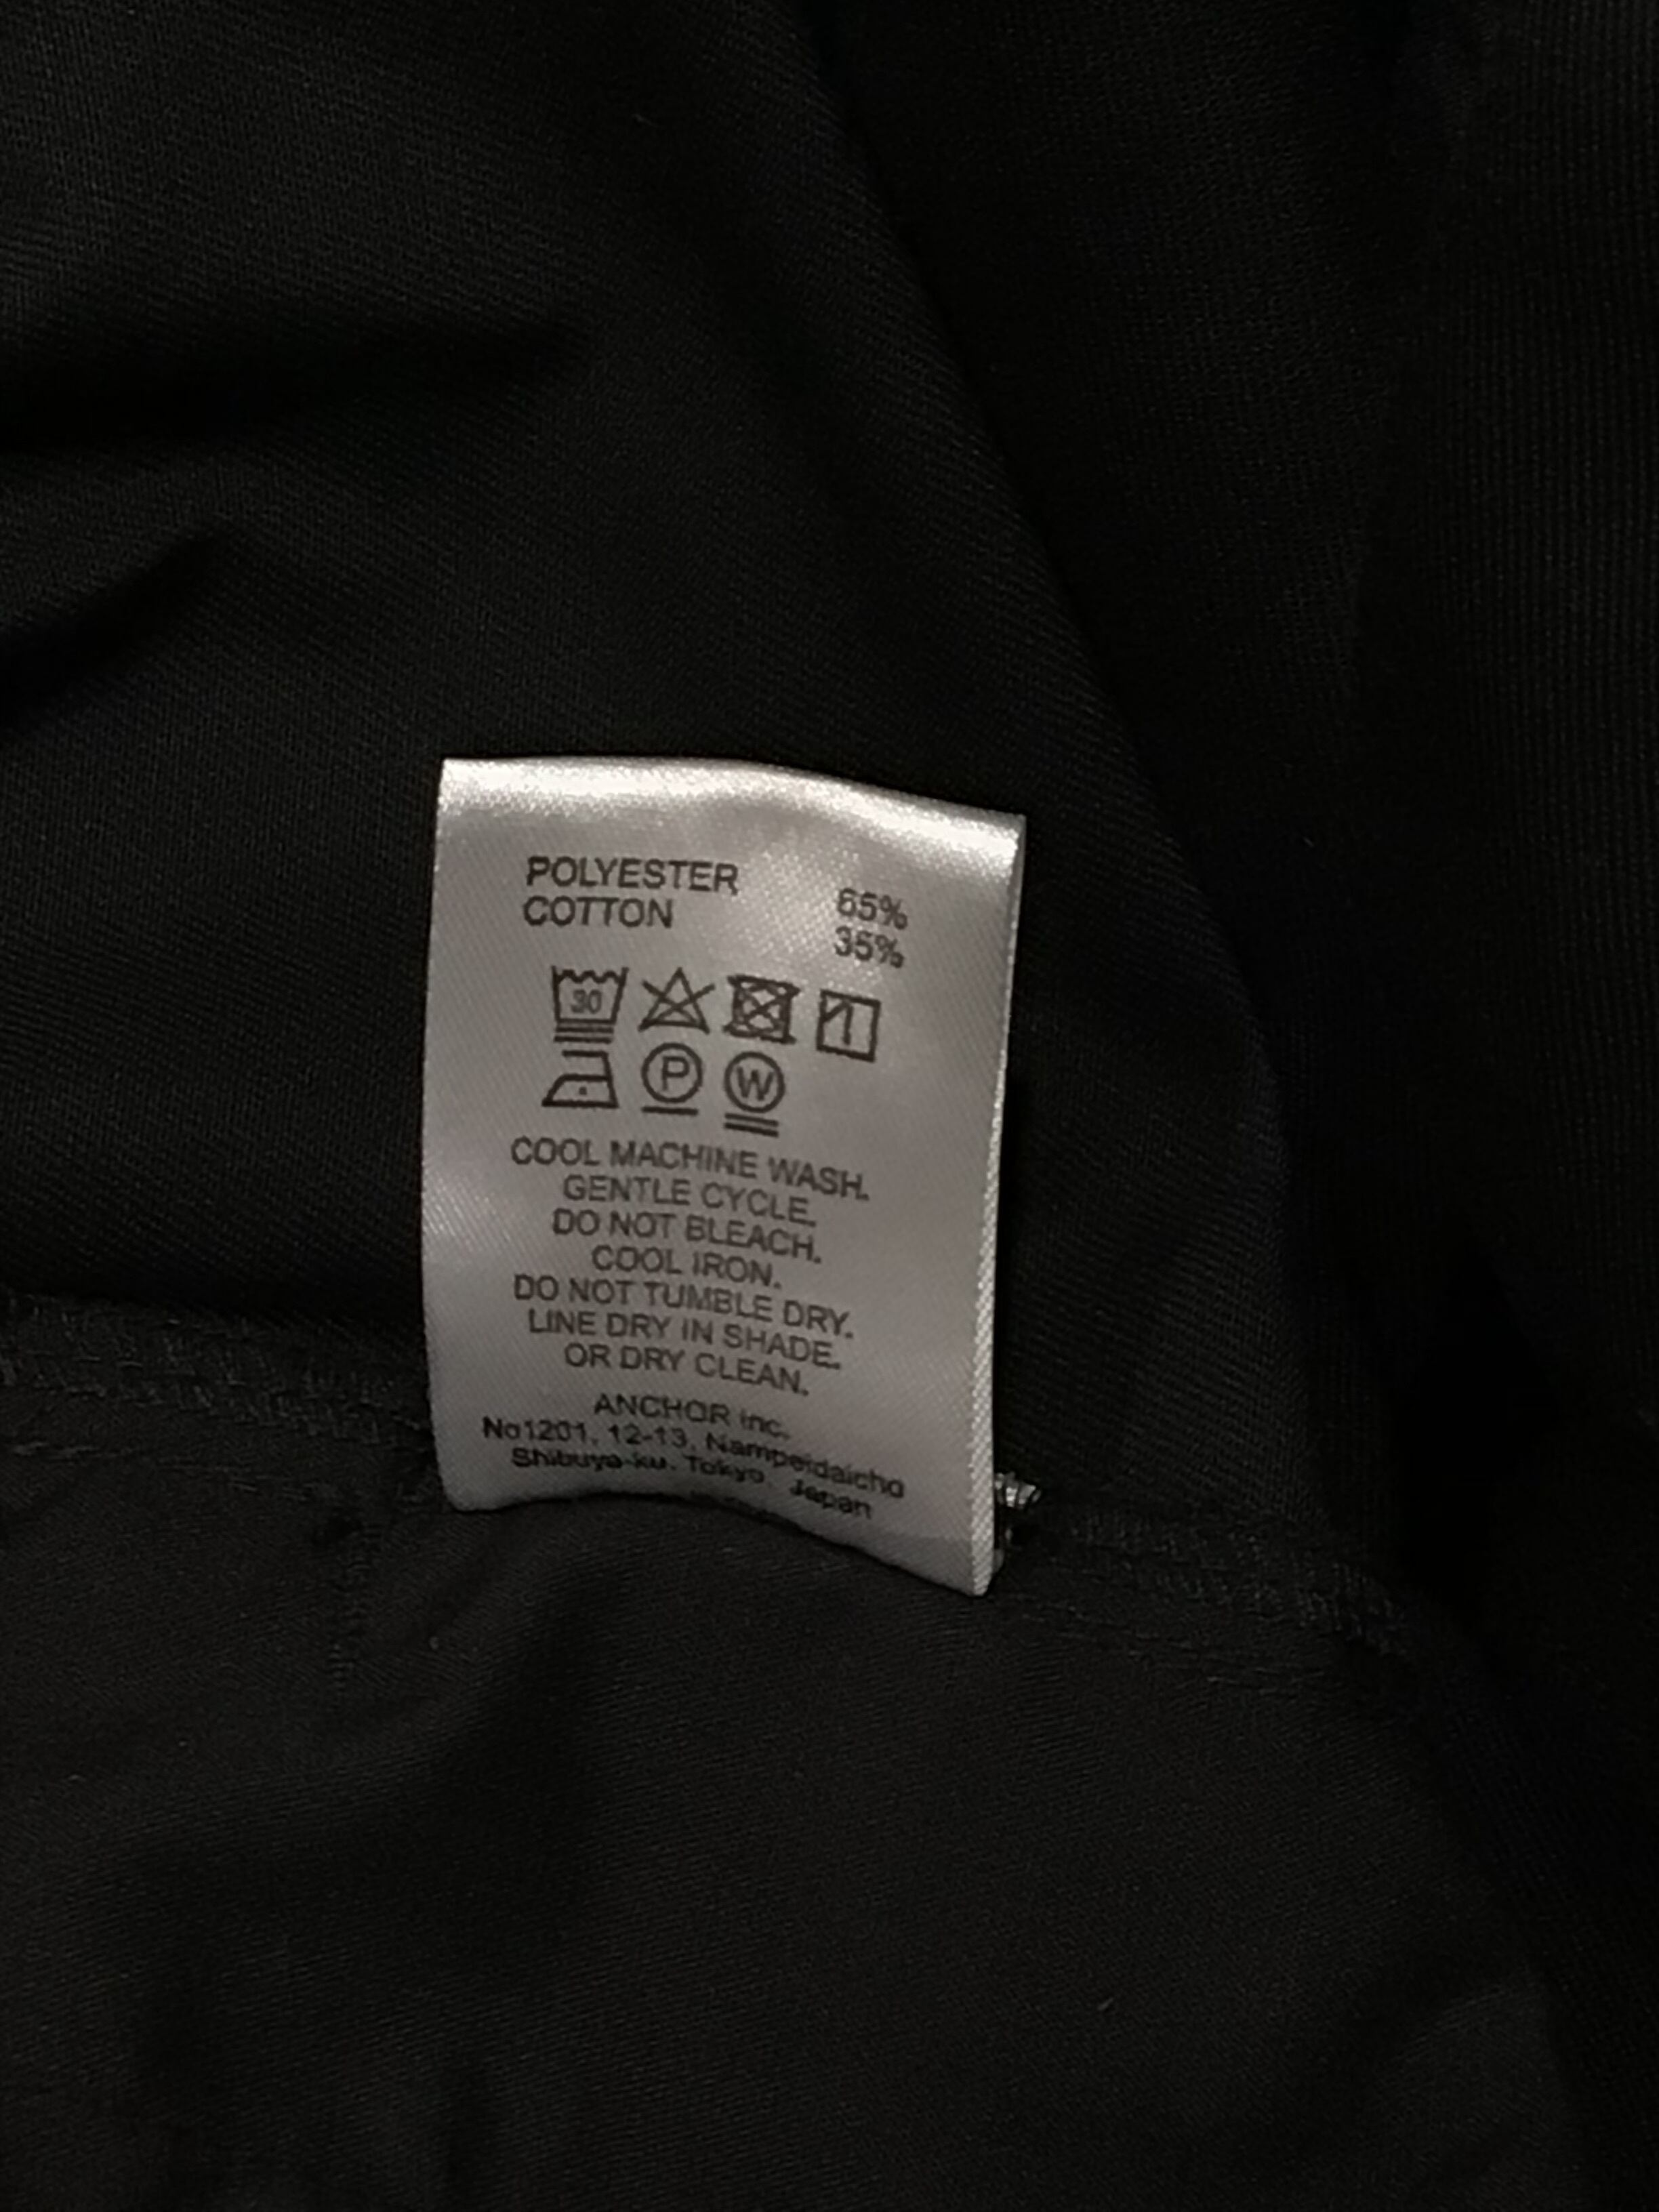 POLYESTER 65%
COTTON 35%
30
P W
COOL MACHINE WASH.
GENTLE CYCLE.
DO NOT BLEACH.
COOL IRON.
DO NOT TUMBLE DRY.
LINE DRY IN SHADE.
OR DRY CLEAN.
ANCHOR Inc.
No1201, 12-13, Nampeidaicho
Shibuya-ku, Tokyo, Japan